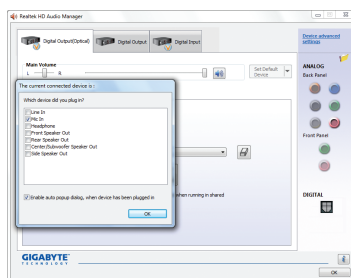 Realtek HD Audio Manager
Digital Output(Optical)
Digital Output
Digital Input
Device advanced
settings
Main Volume
L
R
Set Default
Device
ANALOG
Back Panel
The current connected device is :
Which device did you plug in?
Line In
Mic In
Headphone
Front Speaker Out
Rear Speaker Out
Center/Subwoofer Speaker Out
Side Speaker Out
Front Panel
when running in shared
Enable auto popup dialog, when device has been plugged in
OK
DIGITAL
GIGABYTE
TECHNOLOGY
OK